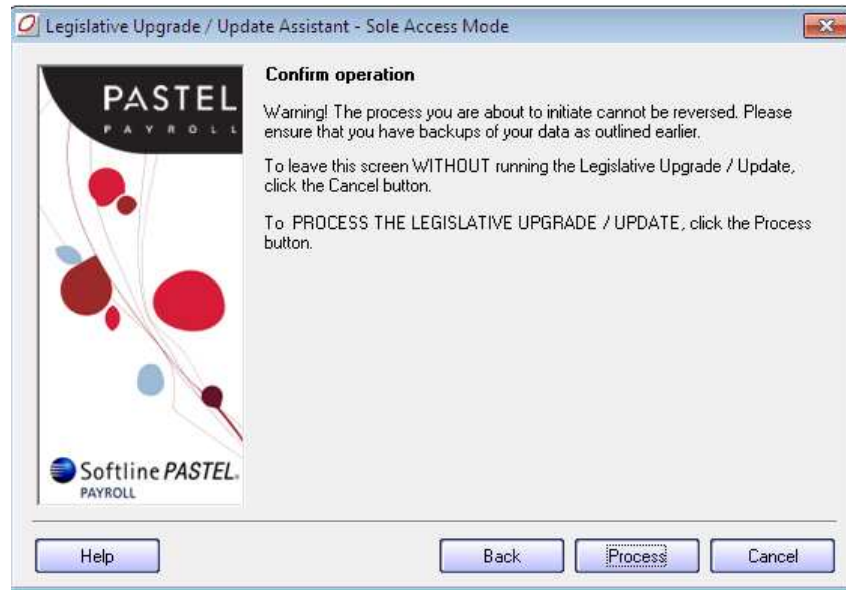 Legislative Upgrade / Update Assistant - Sole Access Mode
PASTEL
PAYROLL
Confirm operation
Warning! The process you are about to initiate cannot be reversed. Please
ensure that you have backups of your data as outlined earlier.
To leave this screen WITHOUT running the Legislative Upgrade / Update,
click the Cancel button.
To PROCESS THE LEGISLATIVE UPGRADE / UPDATE, click the Process
button.
Softline PASTEL.
PAYROLL
Help
Back
Process
Cancel